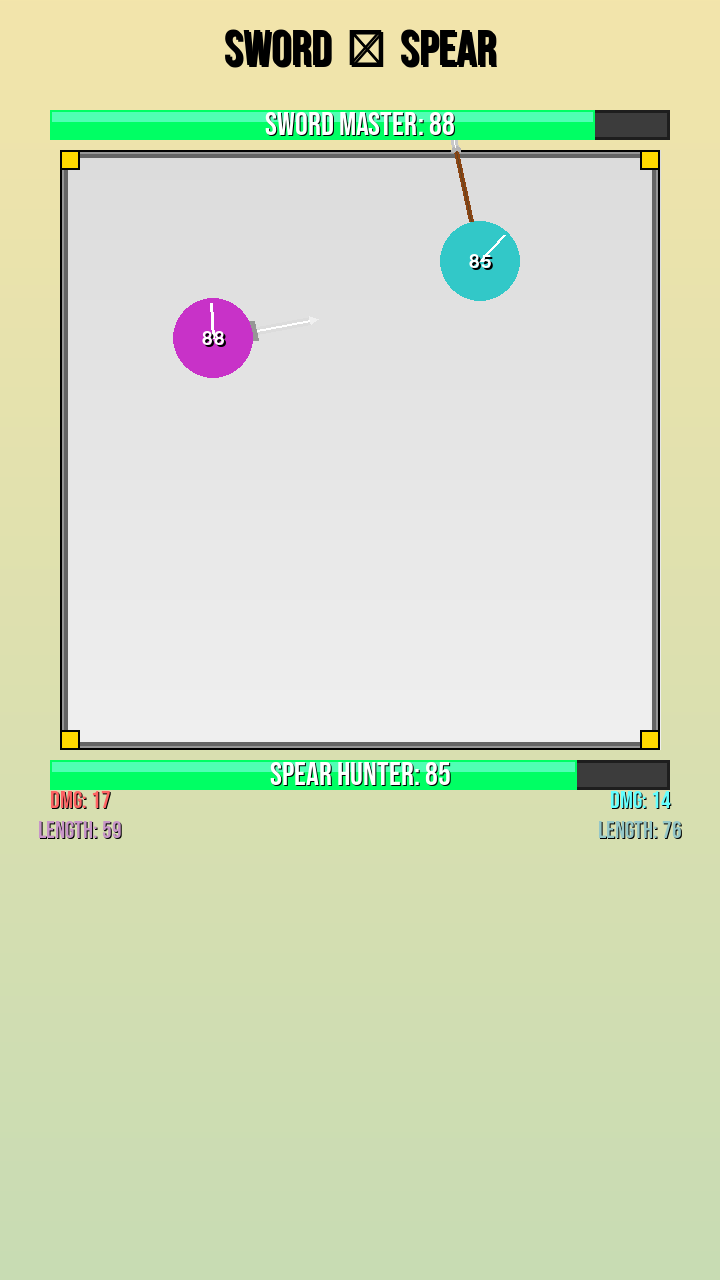 SWORD SPEAR
SWORD MASTER: 88
85
88
SPEAR HUNTER: 85
DMG: 17
DMG: 14
LENGTH: 59
LENGTH: 76